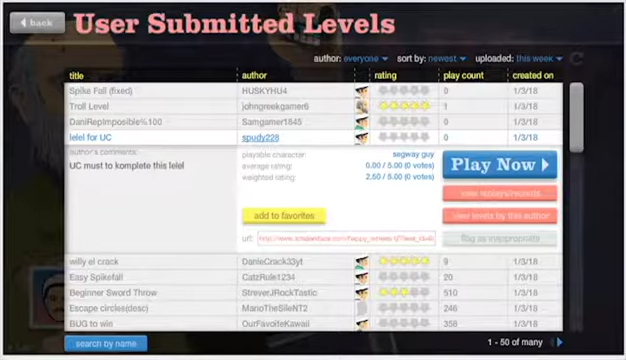 back
User Submitted Levels
author: everyone sort by: newest uploaded: this week
title author rating play count created on
Spike Fall (fixed) HUSKYHU4 0 1/3/18
Troll Level johngreekgamer6 1 1/3/18
DaniRepImposible%100 Samgamer1845 0 1/3/18
lelel for UC spudy228 0 1/3/18
author's comments:
UC must to komplete this lelel
playable character: segway guy
average rating: 0.00 / 5.00 (0 votes)
weighted rating: 2.50 / 5.00 (0 votes)
Play Now
view replays/records
add to favorites
view levels by this author
url:
flag as inappropriate
willy el crack DanieCrack33yt 9 1/3/18
Easy Spikefall CatzRule1234 20 1/3/18
Beginner Sword Throw StreverJRockTastic 510 1/3/18
Escape circles(desc) ManoTheSileNT2 246 1/3/18
BUG to win OurFavoiteKawaii 358 1/3/18
search by name
1 - 50 of many